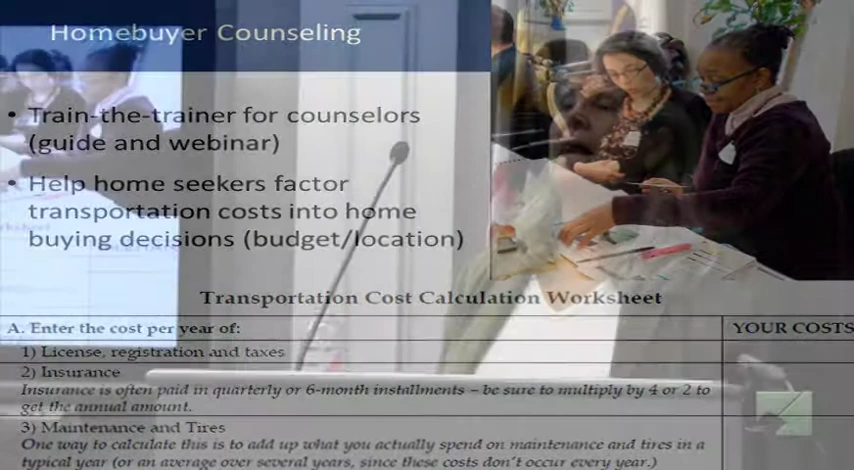 Homebuyer Counseling
• Train-the-trainer for counselors
(guide and webinar)
• Help home seekers factor
transportation costs into home
buying decisions (budget/location)
Transportation Cost Calculation Worksheet
A. Enter the cost per year of:
YOUR COSTS
1) License, registration and taxes
2) Insurance
Insurance is often paid in quarterly or 6-month installments – be sure to multiply by 4 or 2 to
get the annual amount.
3) Maintenance and Tires
One way to calculate this is to add up what you actually spend on maintenance and tires in a
typical year (or an average over several years, since these costs don't occur every year.)